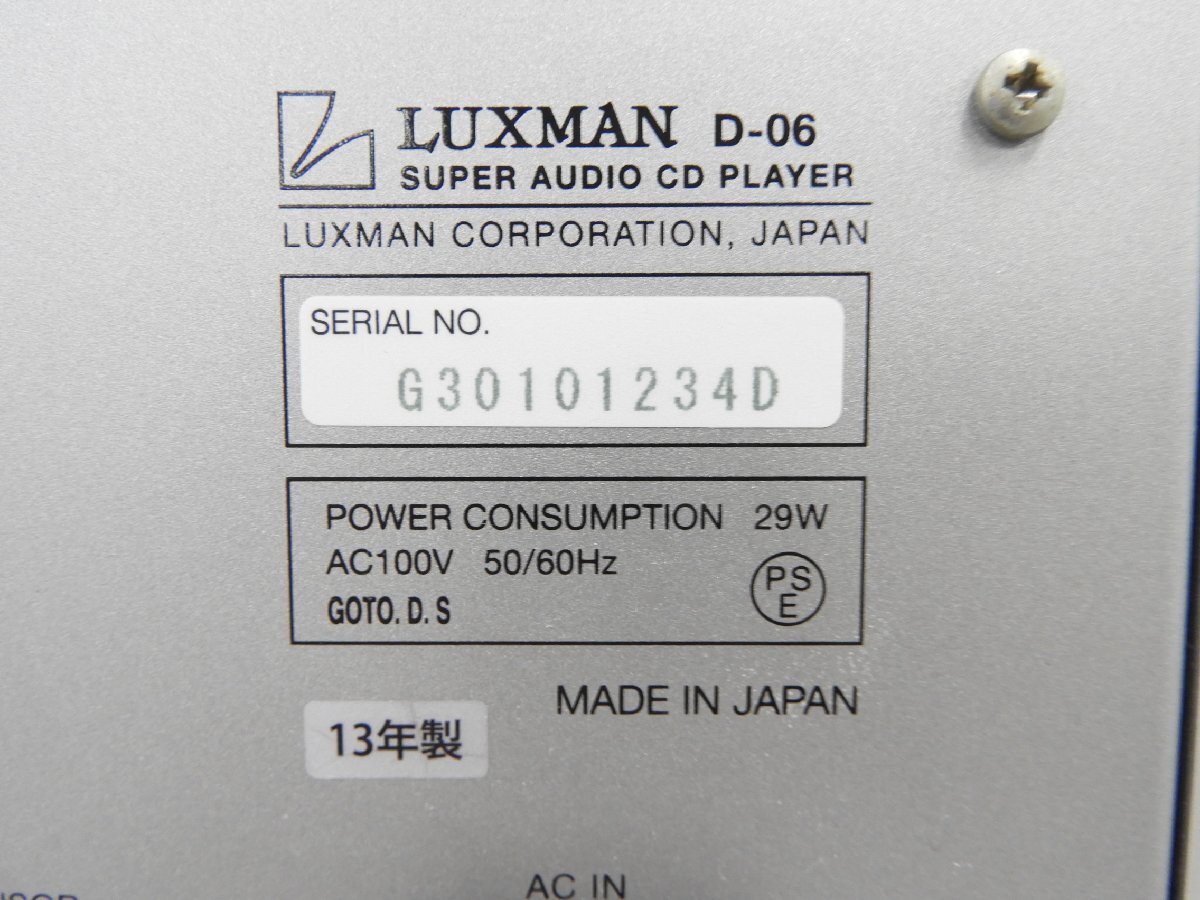 LUXMAN D-06
SUPER AUDIO CD PLAYER
LUXMAN CORPORATION, JAPAN
SERIAL NO.
G30101234D
POWER CONSUMPTION 29W
AC100V 50/60Hz
GOTO. D. S
PS
E
MADE IN JAPAN
13年製
AC IN